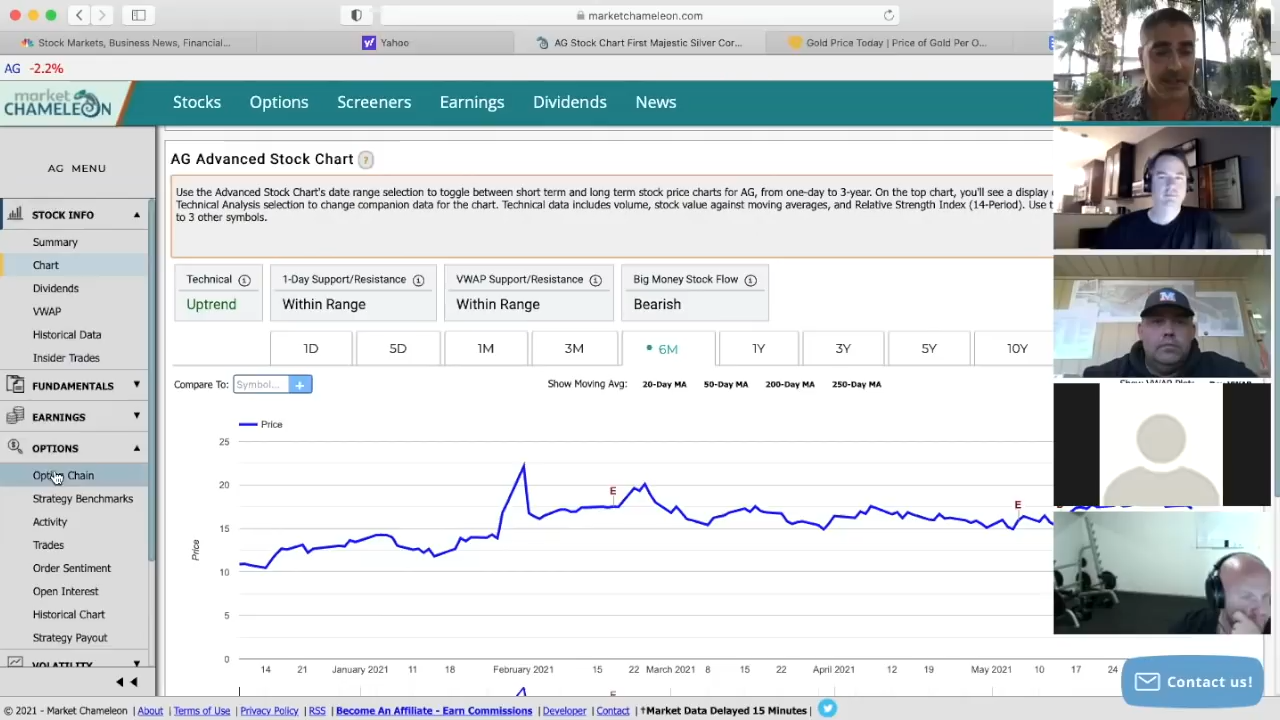 marketchameleon.com
Stock Markets, Business News, Financial...
Yahoo
AG Stock Chart First Majestic Silver Cor...
Gold Price Today | Price of Gold Per O...
AG -2.2%
market CHAMELEON
Stocks Options Screeners Earnings Dividends News
AG MENU
STOCK INFO
Summary
Chart
Dividends
VWAP
Historical Data
Insider Trades
FUNDAMENTALS
EARNINGS
OPTIONS
Option Chain
Strategy Benchmarks
Activity
Trades
Order Sentiment
Open Interest
Historical Chart
Strategy Payout
VOLATILITY
AG Advanced Stock Chart ?
Use the Advanced Stock Chart's date range selection to toggle between short term and long term stock price charts for AG, from one-day to 3-year. On the top chart, you'll see a display
Technical Analysis selection to change companion data for the chart. Technical data includes volume, stock value against moving averages, and Relative Strength Index (14-Period). Use
to 3 other symbols.
Technical
Uptrend
1-Day Support/Resistance
Within Range
VWAP Support/Resistance
Within Range
Big Money Stock Flow
Bearish
1D 5D 1M 3M 6M 1Y 3Y 5Y 10Y
Compare To: Symbol... +
Show Moving Avg: 20-Day MA 50-Day MA 200-Day MA 250-Day MA
Price
25
20
15
10
5
0
Price
E
E
E
14 21 January 2021 11 18 February 2021 15 22 March 2021 8 15 22 April 2021 12 19 May 2021 10 17 24
M
Contact us!
© 2021 - Market Chameleon | About | Terms of Use | Privacy Policy | RSS | Become An Affiliate - Earn Commissions | Developer | Contact | †Market Data Delayed 15 Minutes |